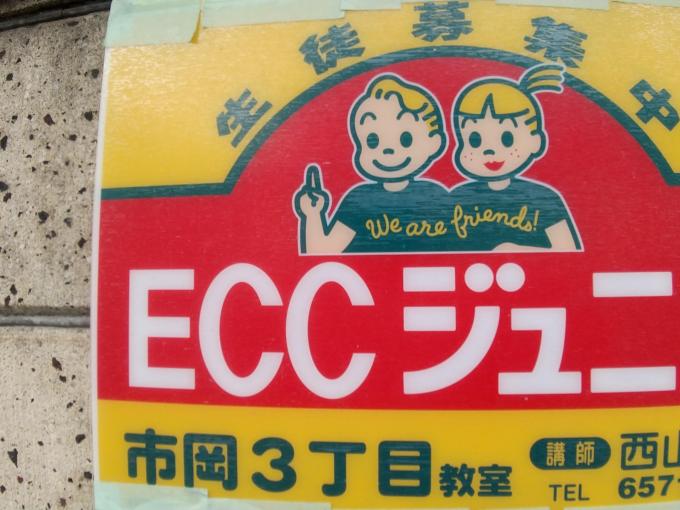 生徒募集中
We are friends!
ECCジュニ
市岡3丁目教室
講師 西山
TEL 657